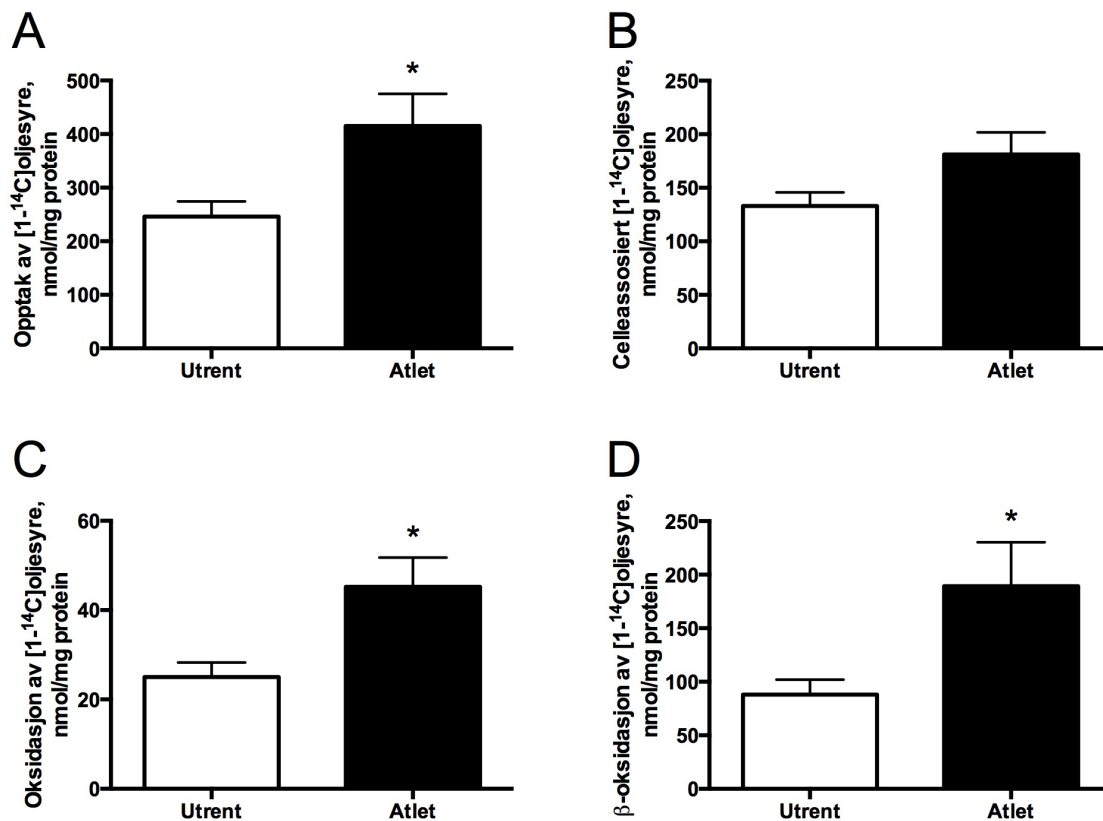 A
Opptak av [1-¹⁴C]oljesyre,
nmol/mg protein
500
400
300
200
100
0
*
Utrent
Atlet
B
Celleassosiert [1-¹⁴C]oljesyre,
nmol/mg protein
250
200
150
100
50
0
Utrent
Atlet
C
Oksidasjon av [1-¹⁴C]oljesyre,
nmol/mg protein
60
40
20
0
*
Utrent
Atlet
D
β-oksidasjon av [1-¹⁴C]oljesyre,
nmol/mg protein
250
200
150
100
50
0
*
Utrent
Atlet